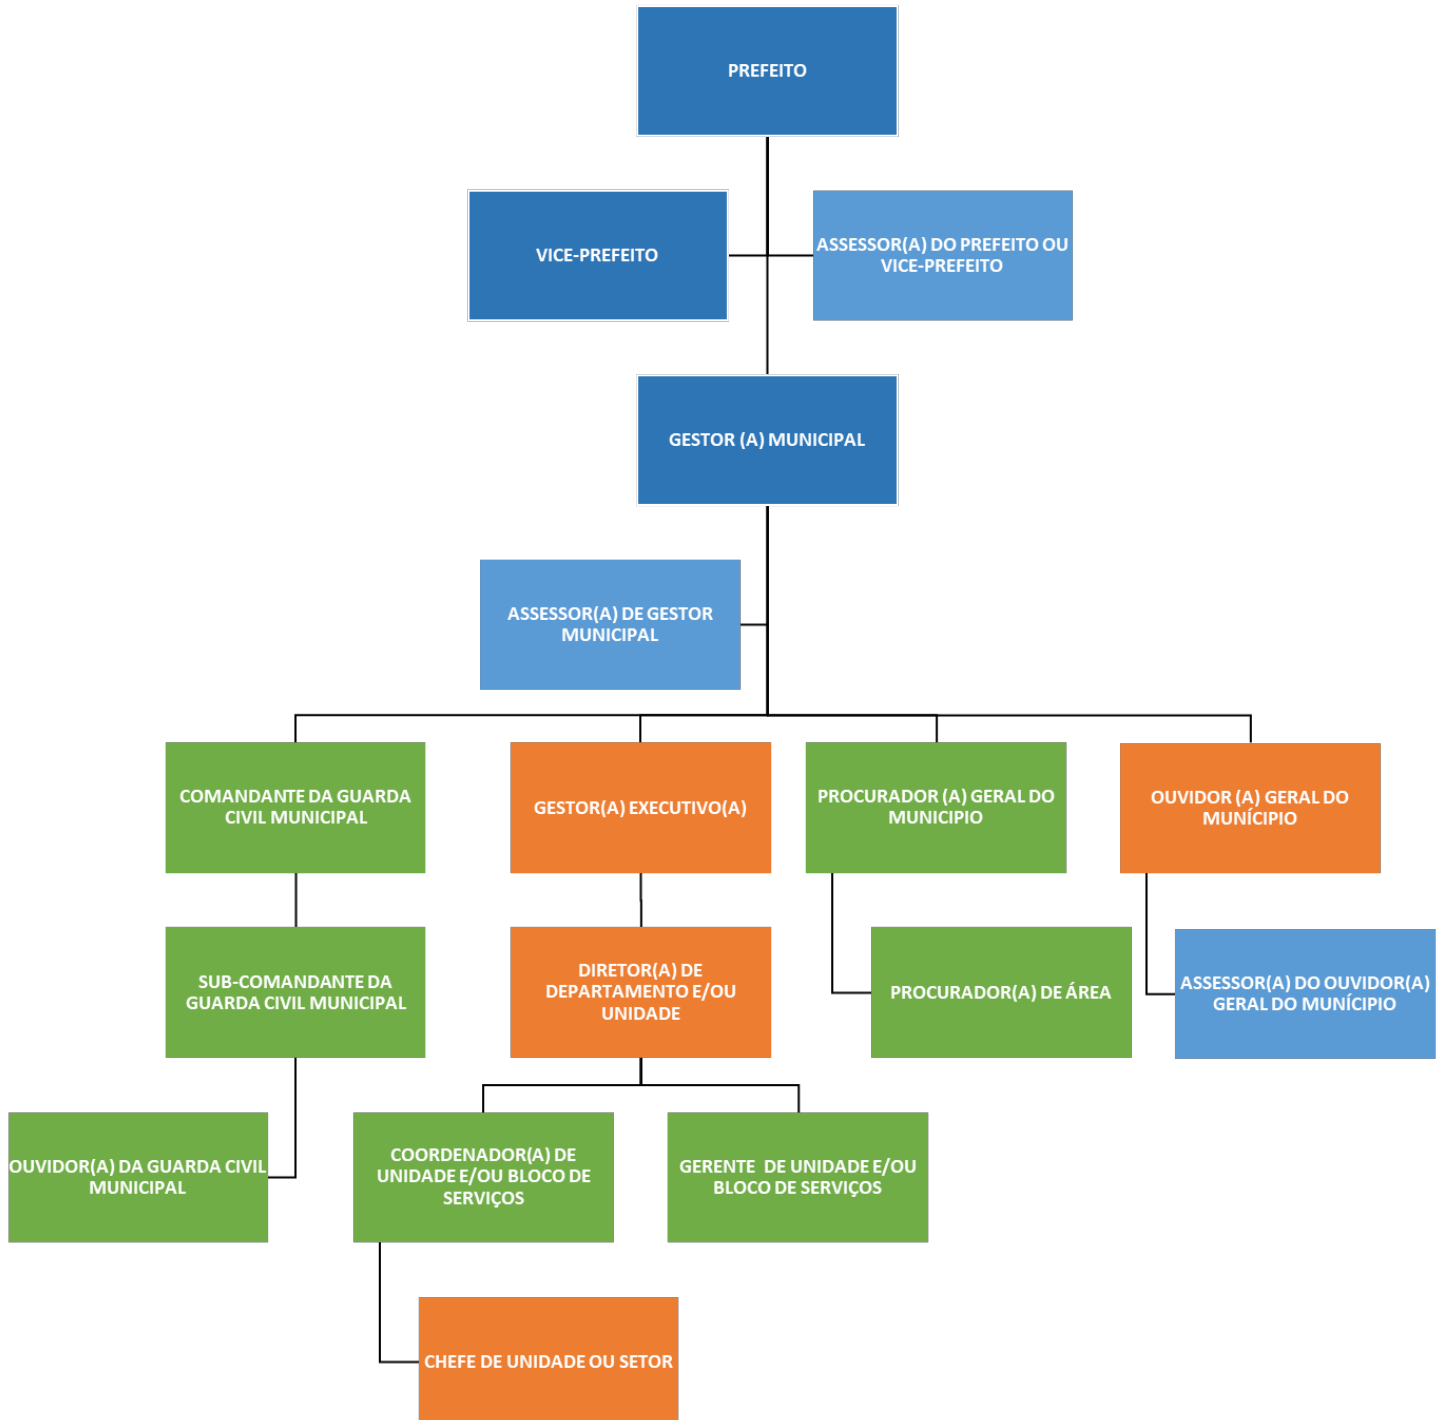 PREFEITO
VICE-PREFEITO
ASSESSOR(A) DO PREFEITO OU
VICE-PREFEITO
GESTOR (A) MUNICIPAL
ASSESSOR(A) DE GESTOR
MUNICIPAL
COMANDANTE DA GUARDA
CIVIL MUNICIPAL
GESTOR(A) EXECUTIVO(A)
PROCURADOR (A) GERAL DO
MUNICIPIO
OUVIDOR (A) GERAL DO
MUNÍCIPIO
SUB-COMANDANTE DA
GUARDA CIVIL MUNICIPAL
DIRETOR(A) DE
DEPARTAMENTO E/OU
UNIDADE
PROCURADOR(A) DE ÁREA
ASSESSOR(A) DO OUVIDOR(A)
GERAL DO MUNÍCIPIO
OUVIDOR(A) DA GUARDA CIVIL
MUNICIPAL
COORDENADOR(A) DE
UNIDADE E/OU BLOCO DE
SERVIÇOS
GERENTE DE UNIDADE E/OU
BLOCO DE SERVIÇOS
CHEFE DE UNIDADE OU SETOR